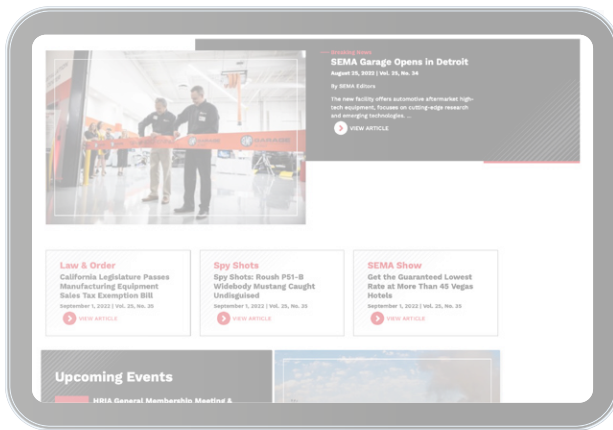 Breaking News
SEMA Garage Opens in Detroit
August 25, 2022 | Vol. 25, No. 34
By SEMA Editors
The new facility offers automotive aftermarket high-
tech equipment, focuses on cutting-edge research
and emerging technologies. ...
VIEW ARTICLE
GARAGE
Law & Order
California Legislature Passes
Manufacturing Equipment
Sales Tax Exemption Bill
September 1, 2022 | Vol. 25, No. 35
VIEW ARTICLE
Spy Shots
Spy Shots: Roush P51-B
Widebody Mustang Caught
Undisguised
September 1, 2022 | Vol. 25, No. 35
VIEW ARTICLE
SEMA Show
Get the Guaranteed Lowest
Rate at More Than 45 Vegas
Hotels
September 1, 2022 | Vol. 25, No. 35
VIEW ARTICLE
Upcoming Events
HRIA General Membership Meeting &